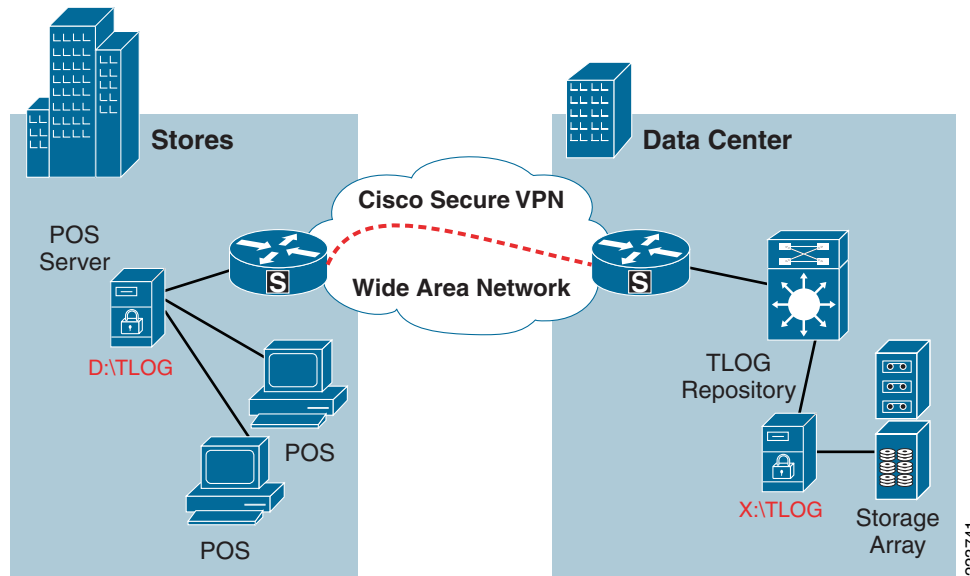 Stores
Data Center
Cisco Secure VPN
Wide Area Network
POS
Server
D:\TLOG
S
S
POS
POS
TLOG
Repository
X:\TLOG
Storage
Array